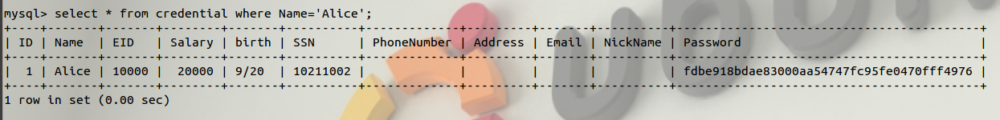 mysql> select * from credential where Name='Alice';
+----+-------+-------+--------+-------+----------+-------------+---------+-------+----------+------------------------------------------+
| ID | Name  | EID   | Salary | birth | SSN      | PhoneNumber | Address | Email | NickName | Password                                 |
+----+-------+-------+--------+-------+----------+-------------+---------+-------+----------+------------------------------------------+
|  1 | Alice | 10000 |  20000 | 9/20  | 10211002 |             |         |       |          | fdbe918bdae83000aa54747fc95fe0470fff4976 |
+----+-------+-------+--------+-------+----------+-------------+---------+-------+----------+------------------------------------------+
1 row in set (0.00 sec)